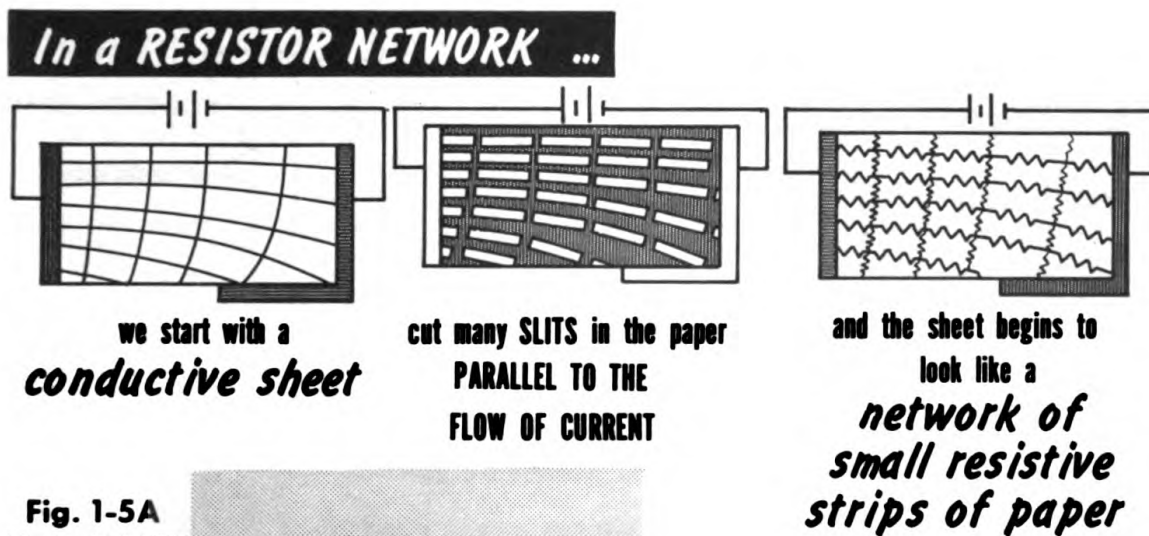 In a RESISTOR NETWORK ...
we start with a
conductive sheet
cut many SLITS in the paper
PARALLEL TO THE
FLOW OF CURRENT
and the sheet begins to
look like a
network of
small resistive
strips of paper
Fig. 1-5A